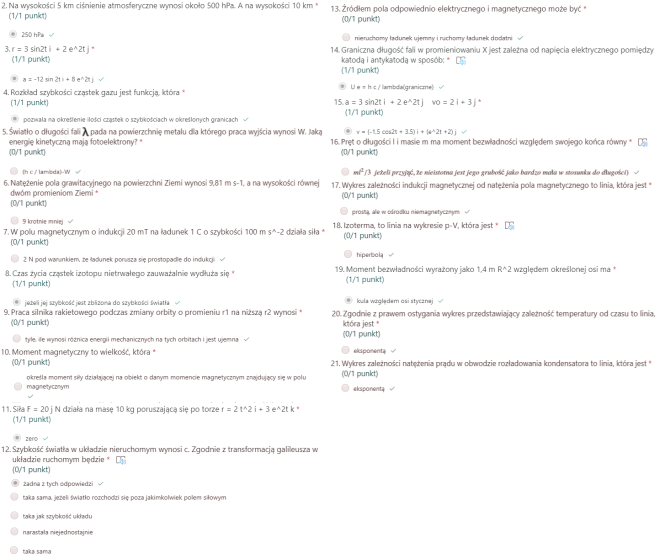 2. Na wysokości 5 km ciśnienie atmosferyczne wynosi około 500 hPa. A na wysokości 10 km *
(1/1 punkt)
250 hPa ✓
3. r = 3 sin2t i + 2 e^2t j *
(1/1 punkt)
a = -12 sin 2t i + 8 e^2t j ✓
4. Rozkład szybkości cząstek gazu jest funkcją, która *
(1/1 punkt)
pozwala na określenie ilości cząstek o szybkościach w określonych granicach ✓
5. Światło o długości fali λ pada na powierzchnię metalu dla którego praca wyjścia wynosi W. Jaką
energię kinetyczną mają fotoelektrony? *
(0/1 punkt)
(h c / lambda)-W ✓
6. Natężenie pola grawitacyjnego na powierzchni Ziemi wynosi 9,81 m s-1, a na wysokości równej
dwóm promieniom Ziemi *
(0/1 punkt)
9 krotnie mniej ✓
7. W polu magnetycznym o indukcji 20 mT na ładunek 1 C o szybkości 100 m s^-2 działa siła *
(0/1 punkt)
2 N pod warunkiem, że ładunek porusza się prostopadle do indukcji ✓
8. Czas życia cząstek izotopu nietrwałego zauważalnie wydłuża się *
(1/1 punkt)
jeżeli jej szybkość jest zbliżona do szybkości światła ✓
9. Praca silnika rakietowego podczas zmiany orbity o promieniu r1 na niższą r2 wynosi *
(0/1 punkt)
tyle, ile wynosi różnica energii mechanicznych na tych orbitach i jest ujemna ✓
10. Moment magnetyczny to wielkość, która *
(0/1 punkt)
określa moment siły działającej na obiekt o danym momencie magnetycznym znajdujący się w polu
magnetycznym
✓
11. Siła F = 20 j N działa na masę 10 kg poruszającą się po torze r = 2 t^2 i + 3 e^2t k *
(1/1 punkt)
zero ✓
12. Szybkość światła w układzie nieruchomym wynosi c. Zgodnie z transformacją galileusza w
układzie ruchomym będzie *
(0/1 punkt)
żadna z tych odpowiedzi ✓
taka sama, jeżeli światło rozchodzi się poza jakimkolwiek polem siłowym
taka jak szybkość układu
narastała niejednostajnie
taka sama
13. Źródłem pola odpowiednio elektrycznego i magnetycznego może być *
(0/1 punkt)
nieruchomy ładunek ujemny i ruchomy ładunek dodatni ✓
14. Graniczna długość fali w promieniowaniu X jest zależna od napięcia elektrycznego pomiędzy
katodą i antykatodą w sposób: *
(1/1 punkt)
U e = h c / lambda(graniczne) ✓
15. a = 3 sin2t i + 2 e^2t j vo = 2 i + 3 j *
(1/1 punkt)
v = (-1.5 cos2t + 3.5) i + (e^2t +2) j ✓
16. Pręt o długości l i masie m ma moment bezwładności względem swojego końca równy *
(0/1 punkt)
ml²/3 jeżeli przyjąć, że nieistotna jest jego grubość jako bardzo mała w stosunku do długości) ✓
17. Wykres zależności indukcji magnetycznej od natężenia pola magnetycznego to linia, która jest *
(0/1 punkt)
prostą, ale w ośrodku niemagnetycznym ✓
18. Izoterma, to linia na wykresie p-V, która jest *
(0/1 punkt)
hiperbolą ✓
19. Moment bezwładności wyrażony jako 1,4 m R^2 względem określonej osi ma *
(1/1 punkt)
kula względem osi stycznej ✓
20. Zgodnie z prawem ostygania wykres przedstawiający zależność temperatury od czasu to linia,
która jest *
(0/1 punkt)
eksponentą ✓
21. Wykres zależności natężenia prądu w obwodzie rozładowania kondensatora to linia, która jest *
(0/1 punkt)
eksponentą ✓